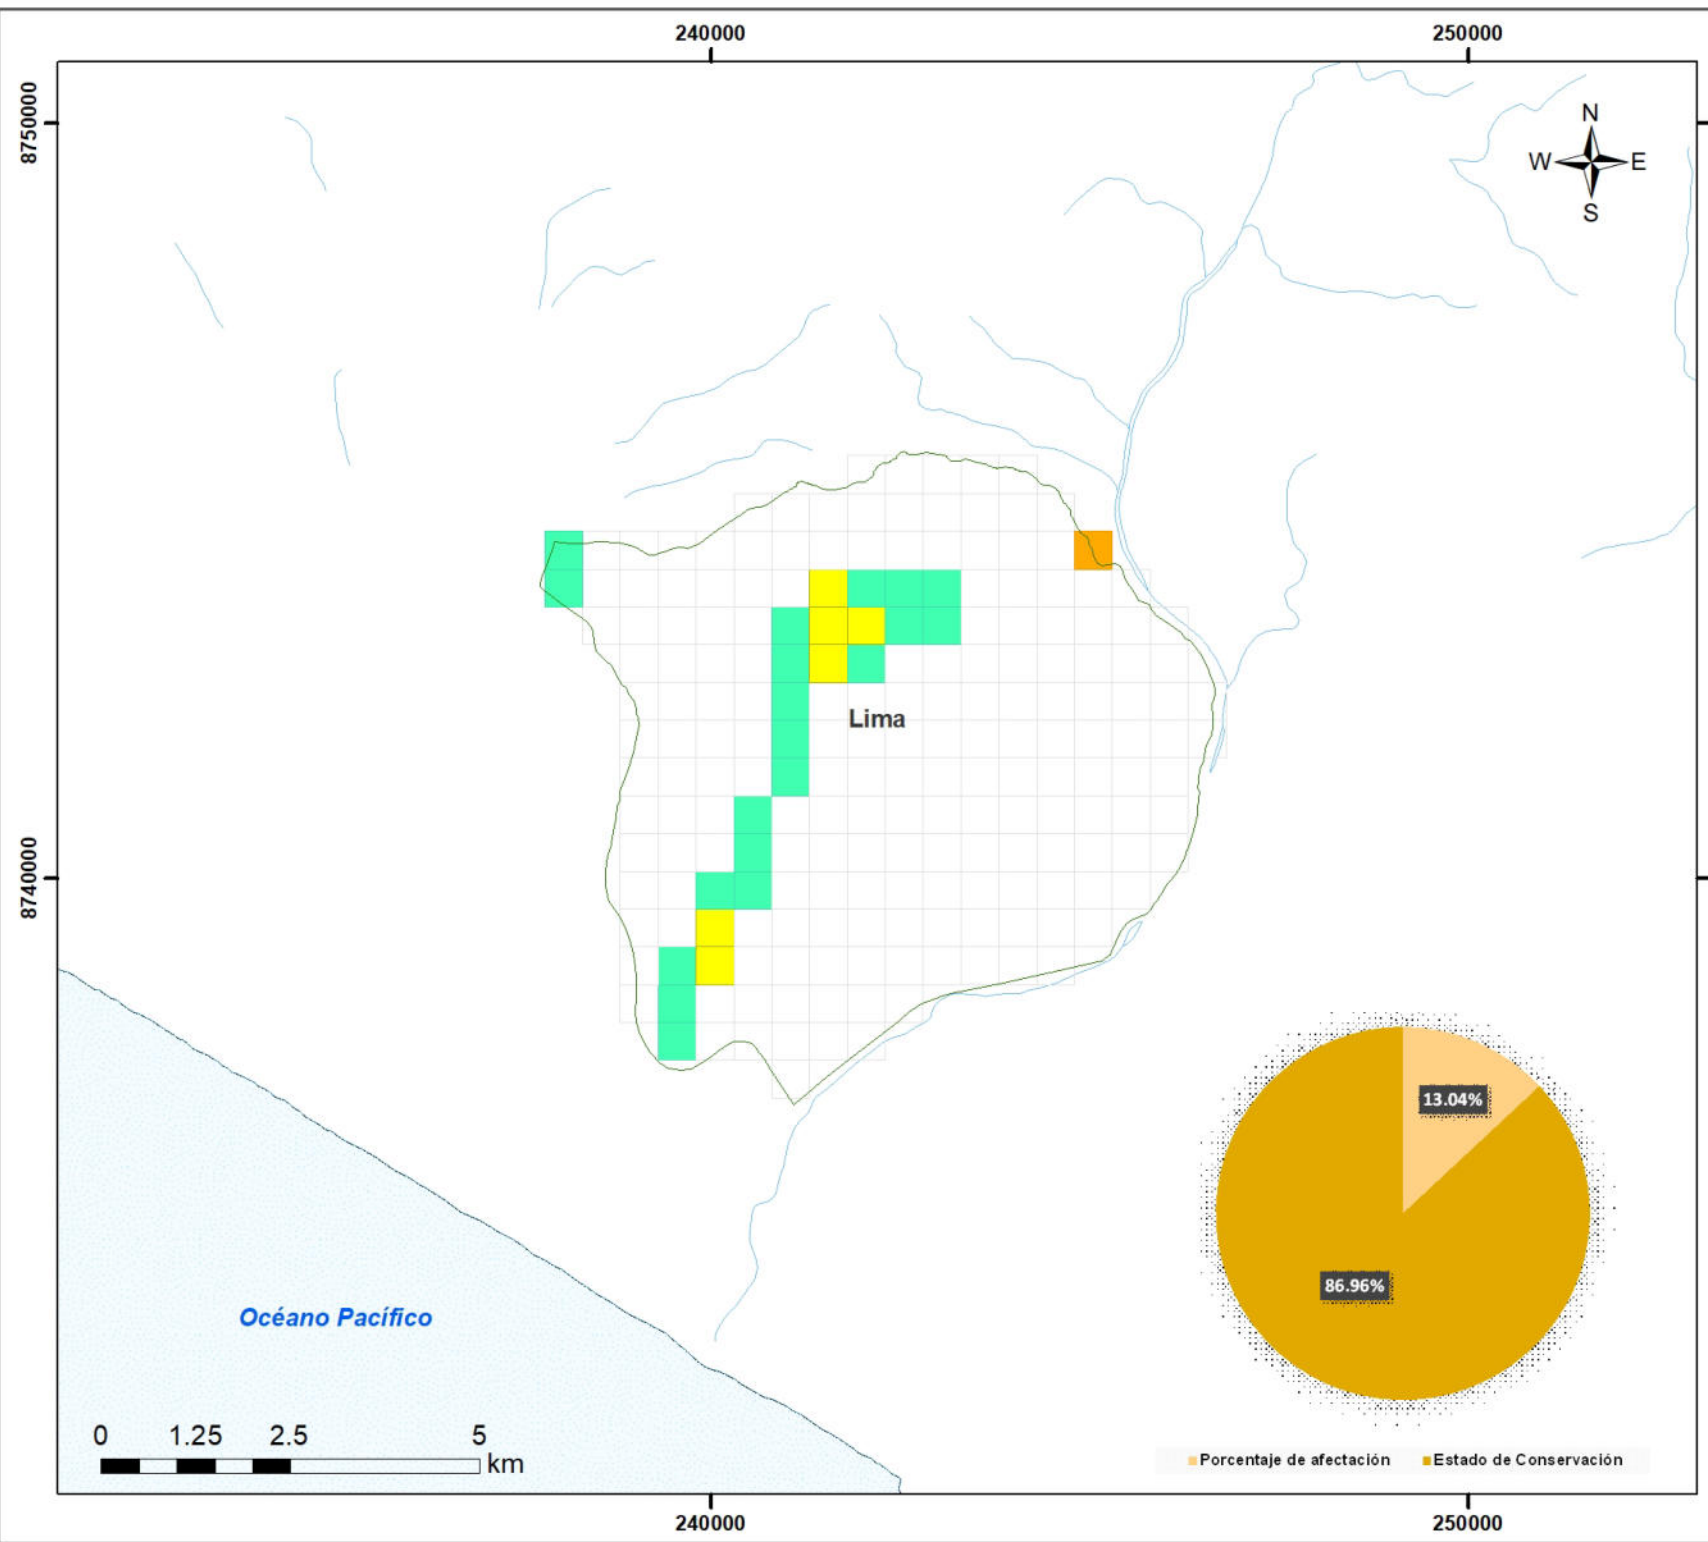 240000 250000
8750000
N
W E
S
Lima
8740000
13.04%
86.96%
Océano Pacífico
0 1.25 2.5 5
km
Porcentaje de afectación Estado de Conservación
240000 250000